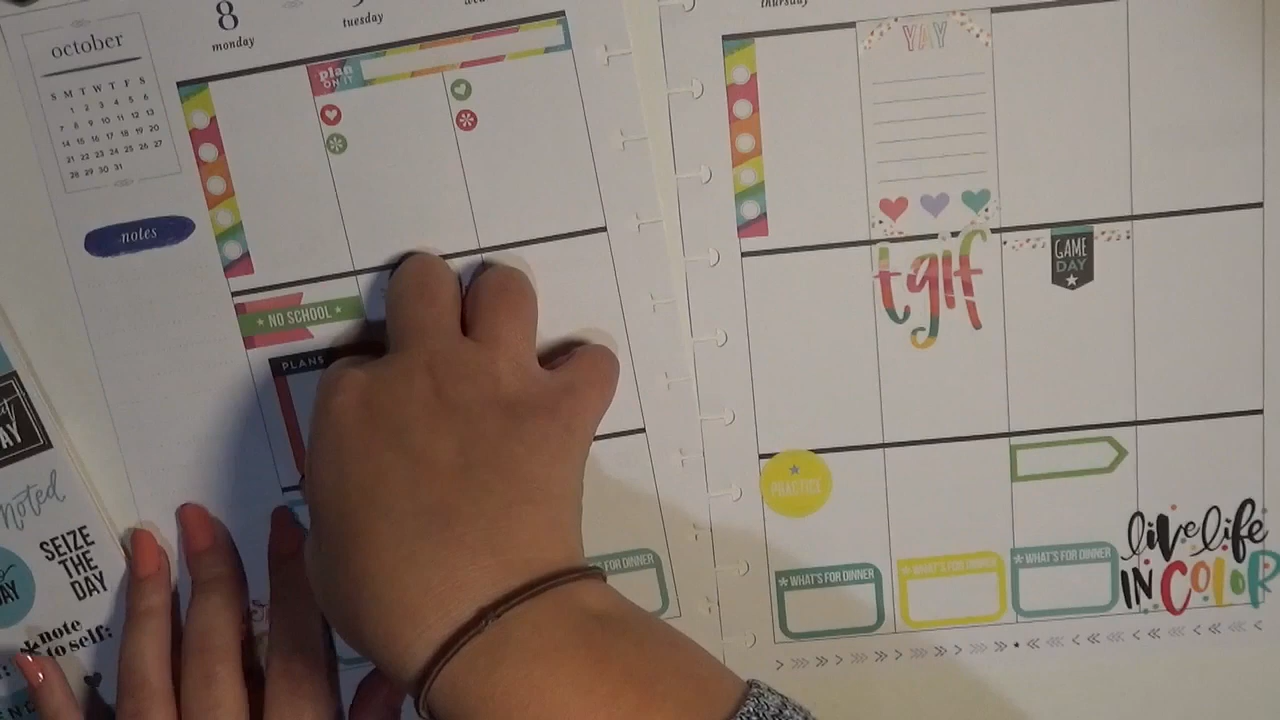 8
monday
tuesday
thursday
october
S M T W T F S
1 2 3 4 5 6
7 8 9 10 11 12 13
14 15 16 17 18 19 20
21 22 23 24 25 26 27
28 29 30 31
notes
plan
ON IT
NO SCHOOL
PLANS
YAY
tgif
GAME
DAY
PRACTICE
*WHAT'S FOR DINNER
*WHAT'S FOR DINNER
*WHAT'S FOR DINNER
FOR DINNER
live life
IN COLOR
noted
SEIZE
THE
DAY
*note
to self: